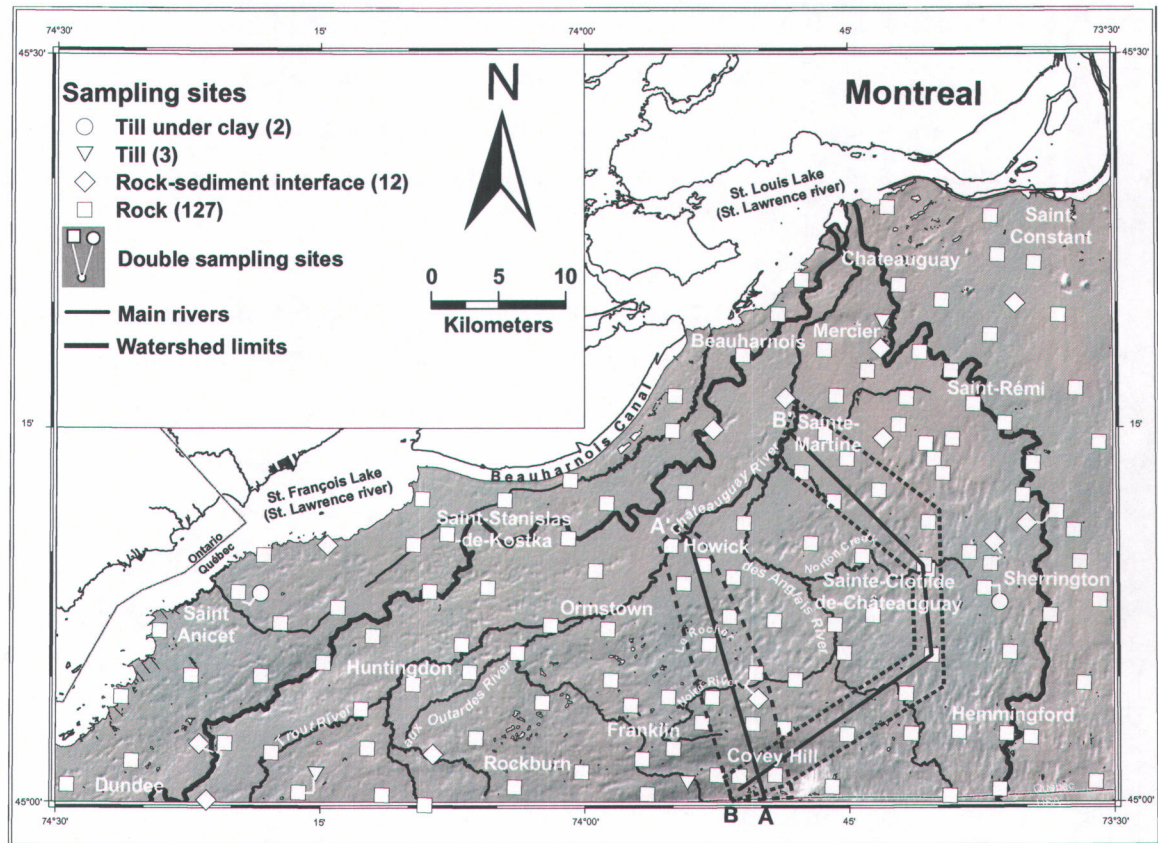 74°30'
15'
74°00'
45'
73°30'
45°30'
45°30'
Sampling sites
Till under clay (2)
Till (3)
Rock-sediment interface (12)
Rock (127)
Double sampling sites
Main rivers
Watershed limits
N
0 5 10
Kilometers
Montreal
St. Louis Lake
(St. Lawrence river)
Saint
Constant
Chateauguay
Beauharnois
Mercier
Saint-Rémi
Beauharnois Canal
15'
15'
B'
Sainte-
Martine
St. François Lake
(St. Lawrence river)
Ontario
Québec
Saint-Stanislas
-de-Kostka
Châteauguay River
A'
Howick
Norton Creek
des Anglais River
Sainte-Clotilde
de-Châteauguay
Sherrington
Saint
Anicet
Ormstown
Huntingdon
Trout River
aux Outardes River
Franklin
Hemmingford
Covey Hill
Rockburn
Dundee
Québec
45°00'
45°00'
B
A
74°30'
15'
74°00'
45'
73°30'